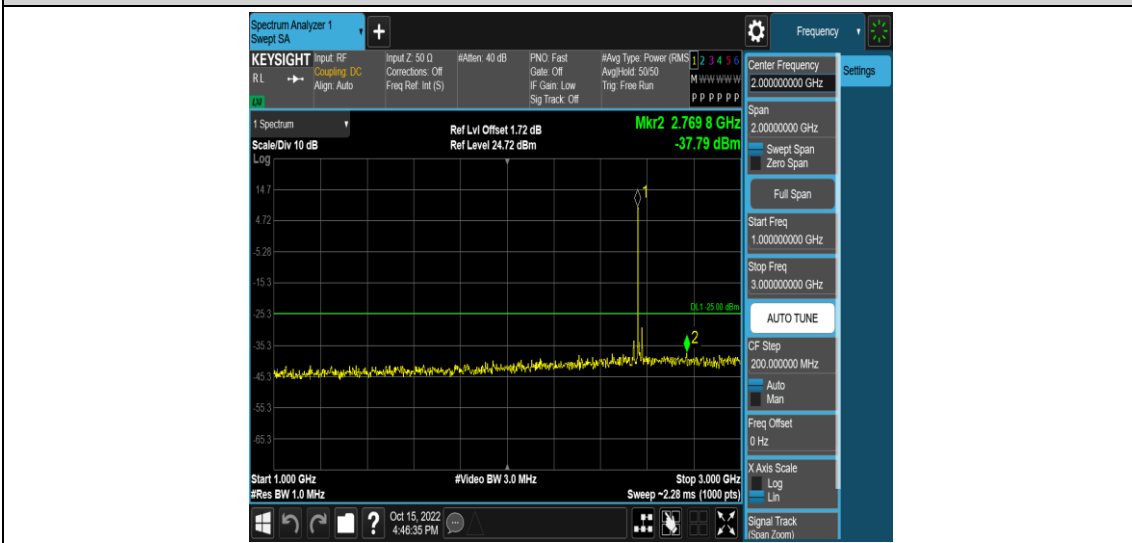 Spectrum Analyzer 1
Swept SA
+
Frequency
KEYSIGHT
RL
Input: RF
Coupling: DC
Align: Auto
Input Z: 50 Ω
Corrections: Off
Freq Ref: Int (S)
#Atten: 40 dB
PNO: Fast
Gate: Off
IF Gain: Low
Sig Track: Off
#Avg Type: Power (RMS
Avg|Hold: 50/50
Trig: Free Run
1 2 3 4 5 6
M W W W W W
P P P P P P
1 Spectrum
Scale/Div 10 dB
Log
Ref Lvl Offset 1.72 dB
Ref Level 24.72 dBm
Mkr2 2.769 8 GHz
-37.79 dBm
14.7
4.72
-5.28
-15.3
-25.3
-35.3
-45.3
-55.3
-65.3
1
DL1 -25.00 dBm
2
Start 1.000 GHz
#Res BW 1.0 MHz
#Video BW 3.0 MHz
Stop 3.000 GHz
Sweep ~2.28 ms (1000 pts)
?
Oct 15, 2022
4:46:35 PM
Center Frequency
2.000000000 GHz
Settings
Span
2.00000000 GHz
Swept Span
Zero Span
Full Span
Start Freq
1.000000000 GHz
Stop Freq
3.000000000 GHz
AUTO TUNE
CF Step
200.000000 MHz
Auto
Man
Freq Offset
0 Hz
X Axis Scale
Log
Lin
Signal Track
(Span Zoom)